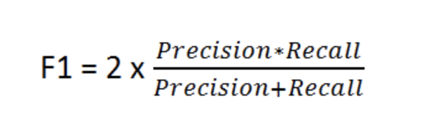 F1 = 2 x Precision*Recall
Precision+Recall